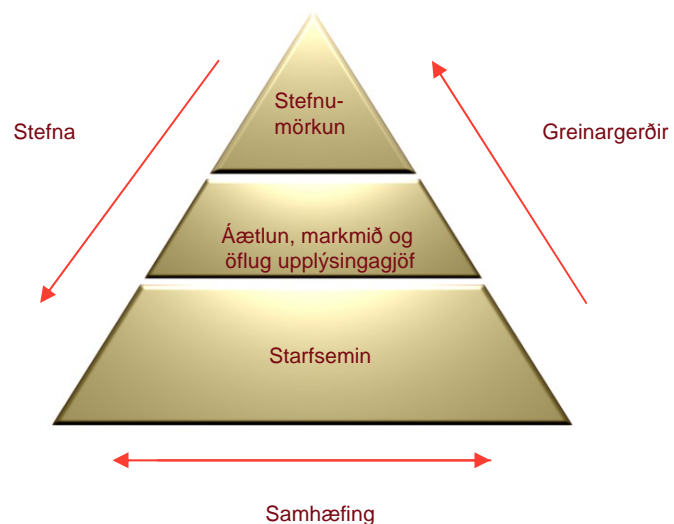 Stefnu-
mörkun
Stefna
Greinargerðir
Áætlun, markmið og
öflug upplýsingagjöf
Starfsemin
Samhæfing